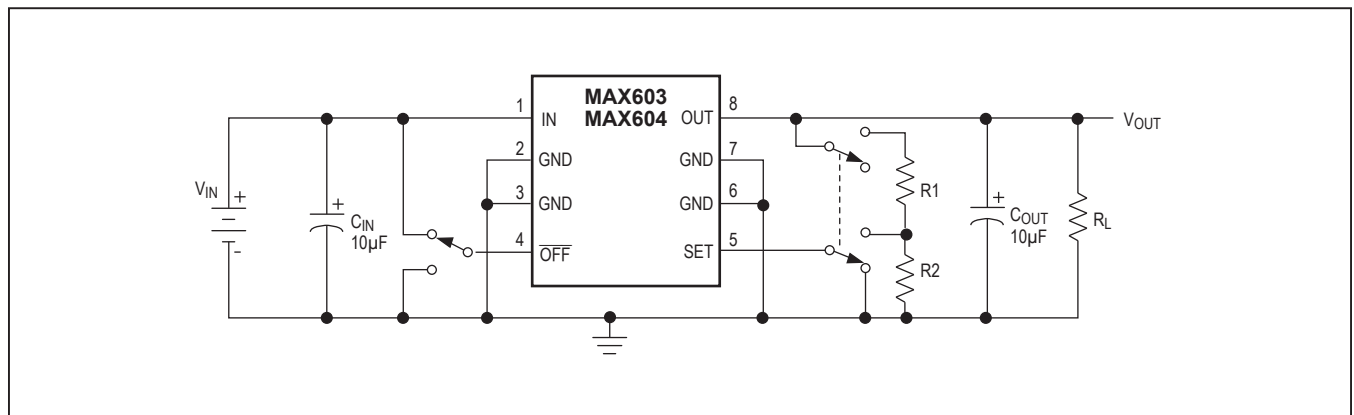 MAX603
MAX604
1
IN
OUT
8
2
GND
GND
7
3
GND
GND
6
4
OFF
SET
5
VIN
+
-
+
CIN
10µF
R1
R2
+
COUT
10µF
RL
VOUT